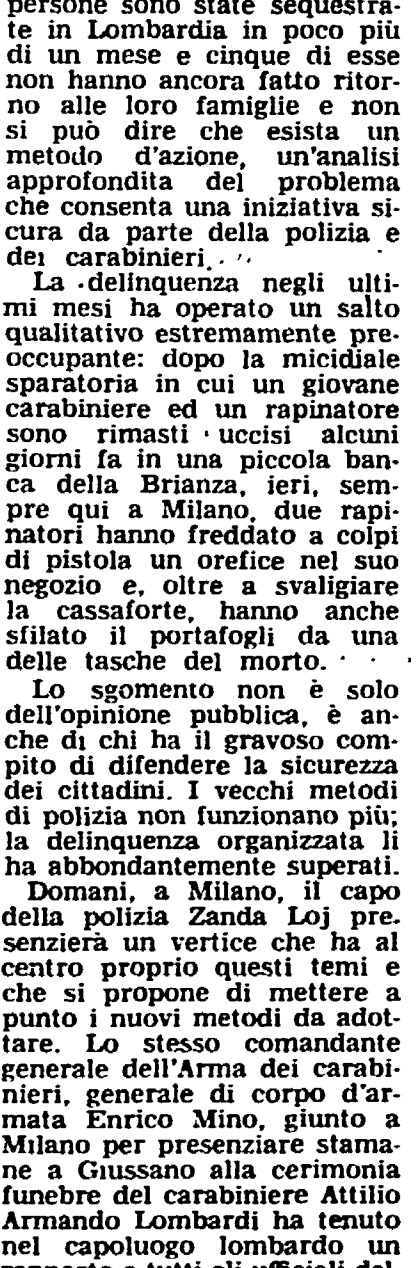 persone sono state sequestra-
te in Lombardia in poco più
di un mese e cinque di esse
non hanno ancora fatto ritor-
no alle loro famiglie e non
si può dire che esista un
metodo d'azione, un'analisi
approfondita del problema
che consenta una iniziativa si-
cura da parte della polizia e
dei carabinieri.
La delinquenza negli ulti-
mi mesi ha operato un salto
qualitativo estremamente pre-
occupante: dopo la micidiale
sparatoria in cui un giovane
carabiniere ed un rapinatore
sono rimasti uccisi alcuni
giorni fa in una piccola ban-
ca della Brianza, ieri, sem-
pre qui a Milano, due rapi-
natori hanno freddato a colpi
di pistola un orefice nel suo
negozio e, oltre a svaligiare
la cassaforte, hanno anche
sfilato il portafogli da una
delle tasche del morto.
Lo sgomento non è solo
dell'opinione pubblica, è an-
che di chi ha il gravoso com-
pito di difendere la sicurezza
dei cittadini. I vecchi metodi
di polizia non funzionano più;
la delinquenza organizzata li
ha abbondantemente superati.
Domani, a Milano, il capo
della polizia Zanda Loj pre-
senzierà un vertice che ha al
centro proprio questi temi e
che si propone di mettere a
punto i nuovi metodi da adot-
tare. Lo stesso comandante
generale dell'Arma dei carabi-
nieri, generale di corpo d'ar-
mata Enrico Mino, giunto a
Milano per presenziare stama-
ne a Giussano alla cerimonia
funebre del carabiniere Attilio
Armando Lombardi ha tenuto
nel capoluogo lombardo un
rapporto a tutti gli ufficiali del-